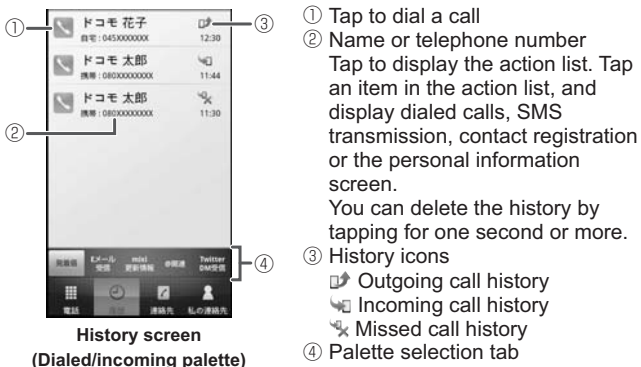 ①
ドコモ 花子
自宅 : 045XXXXXXX
12:30
③
ドコモ 太郎
携帯 : 080XXXXXXXX
11:44
ドコモ 太郎
携帯 : 080XXXXXXXX
11:30
②
発着信
Eメール
受信
mixi
更新情報
@関連
Twitter
DM受信
④
電話
履歴
連絡先
私の連絡先
History screen
(Dialed/incoming palette)
① Tap to dial a call
② Name or telephone number
Tap to display the action list. Tap
an item in the action list, and
display dialed calls, SMS
transmission, contact registration
or the personal information
screen.
You can delete the history by
tapping for one second or more.
③ History icons
Outgoing call history
Incoming call history
Missed call history
④ Palette selection tab